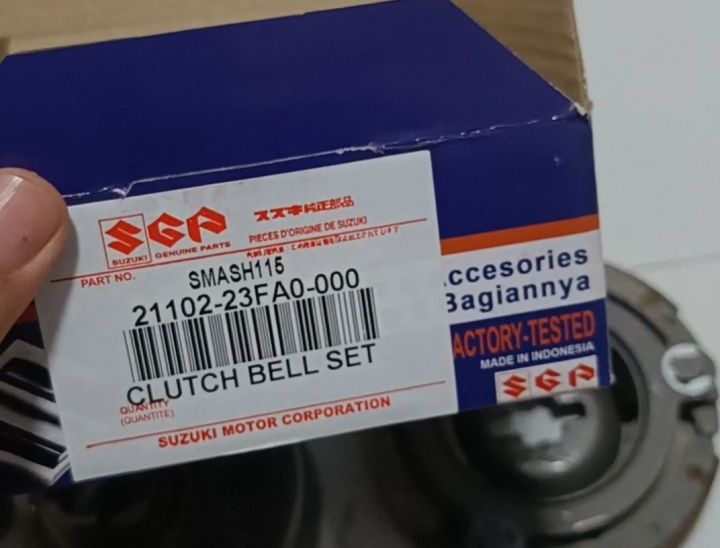 SGP
スズキ純正部品
SUZUKI GENUINE PARTS
PIECES D'ORIGINE DE SUZUKI
PART NO.
SMASH115
21102-23FA0-000
CLUTCH BELL SET
QUANTITY
(QUANTITE)
SUZUKI MOTOR CORPORATION
ccesories
Bagiannya
ACTORY-TESTED
MADE IN INDONESIA
SGP